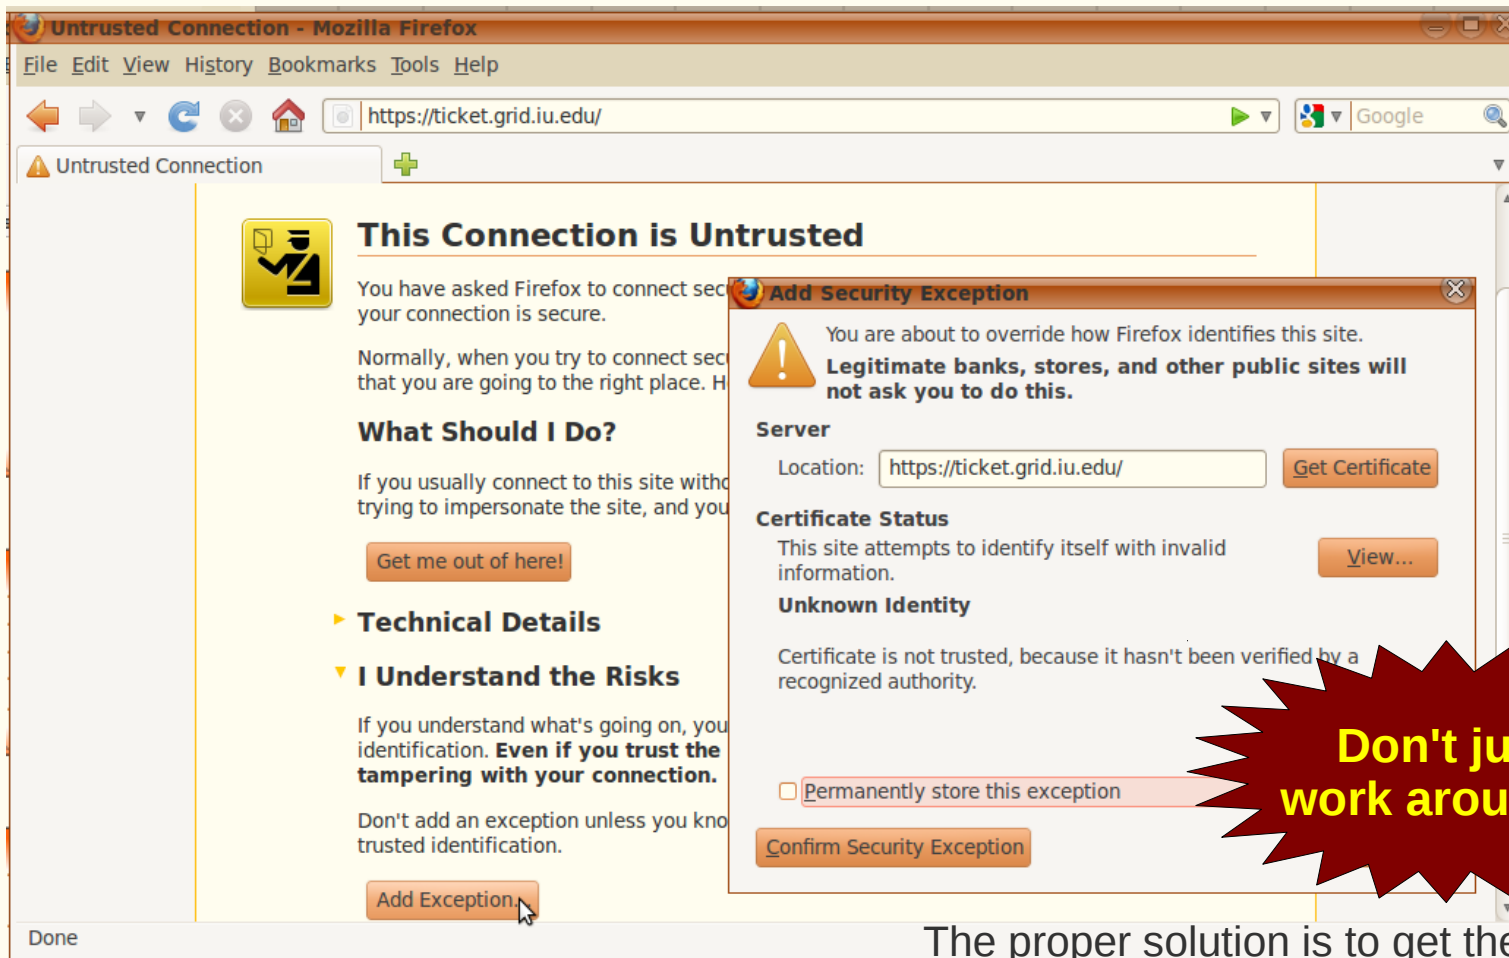 Untrusted Connection - Mozilla Firefox
File Edit View History Bookmarks Tools Help
https://ticket.grid.iu.edu/
Google
Untrusted Connection
This Connection is Untrusted
You have asked Firefox to connect
your connection is secure.
Normally, when you try to connect
that you are going to the right place.
What Should I Do?
If you usually connect to this site
trying to impersonate the site, and you
Get me out of here!
Technical Details
I Understand the Risks
If you understand what's going on, you
identification. Even if you trust the
tampering with your connection.
Don't add an exception unless you
trusted identification.
Add Exception...
Done
Add Security Exception
You are about to override how Firefox identifies this site.
Legitimate banks, stores, and other public sites will
not ask you to do this.
Server
Location: https://ticket.grid.iu.edu/ Get Certificate
Certificate Status
This site attempts to identify itself with invalid
information.
View...
Unknown Identity
Certificate is not trusted, because it hasn't been verified by a
recognized authority.
Permanently store this exception
Confirm Security Exception
Don't
work
The proper solution is to get